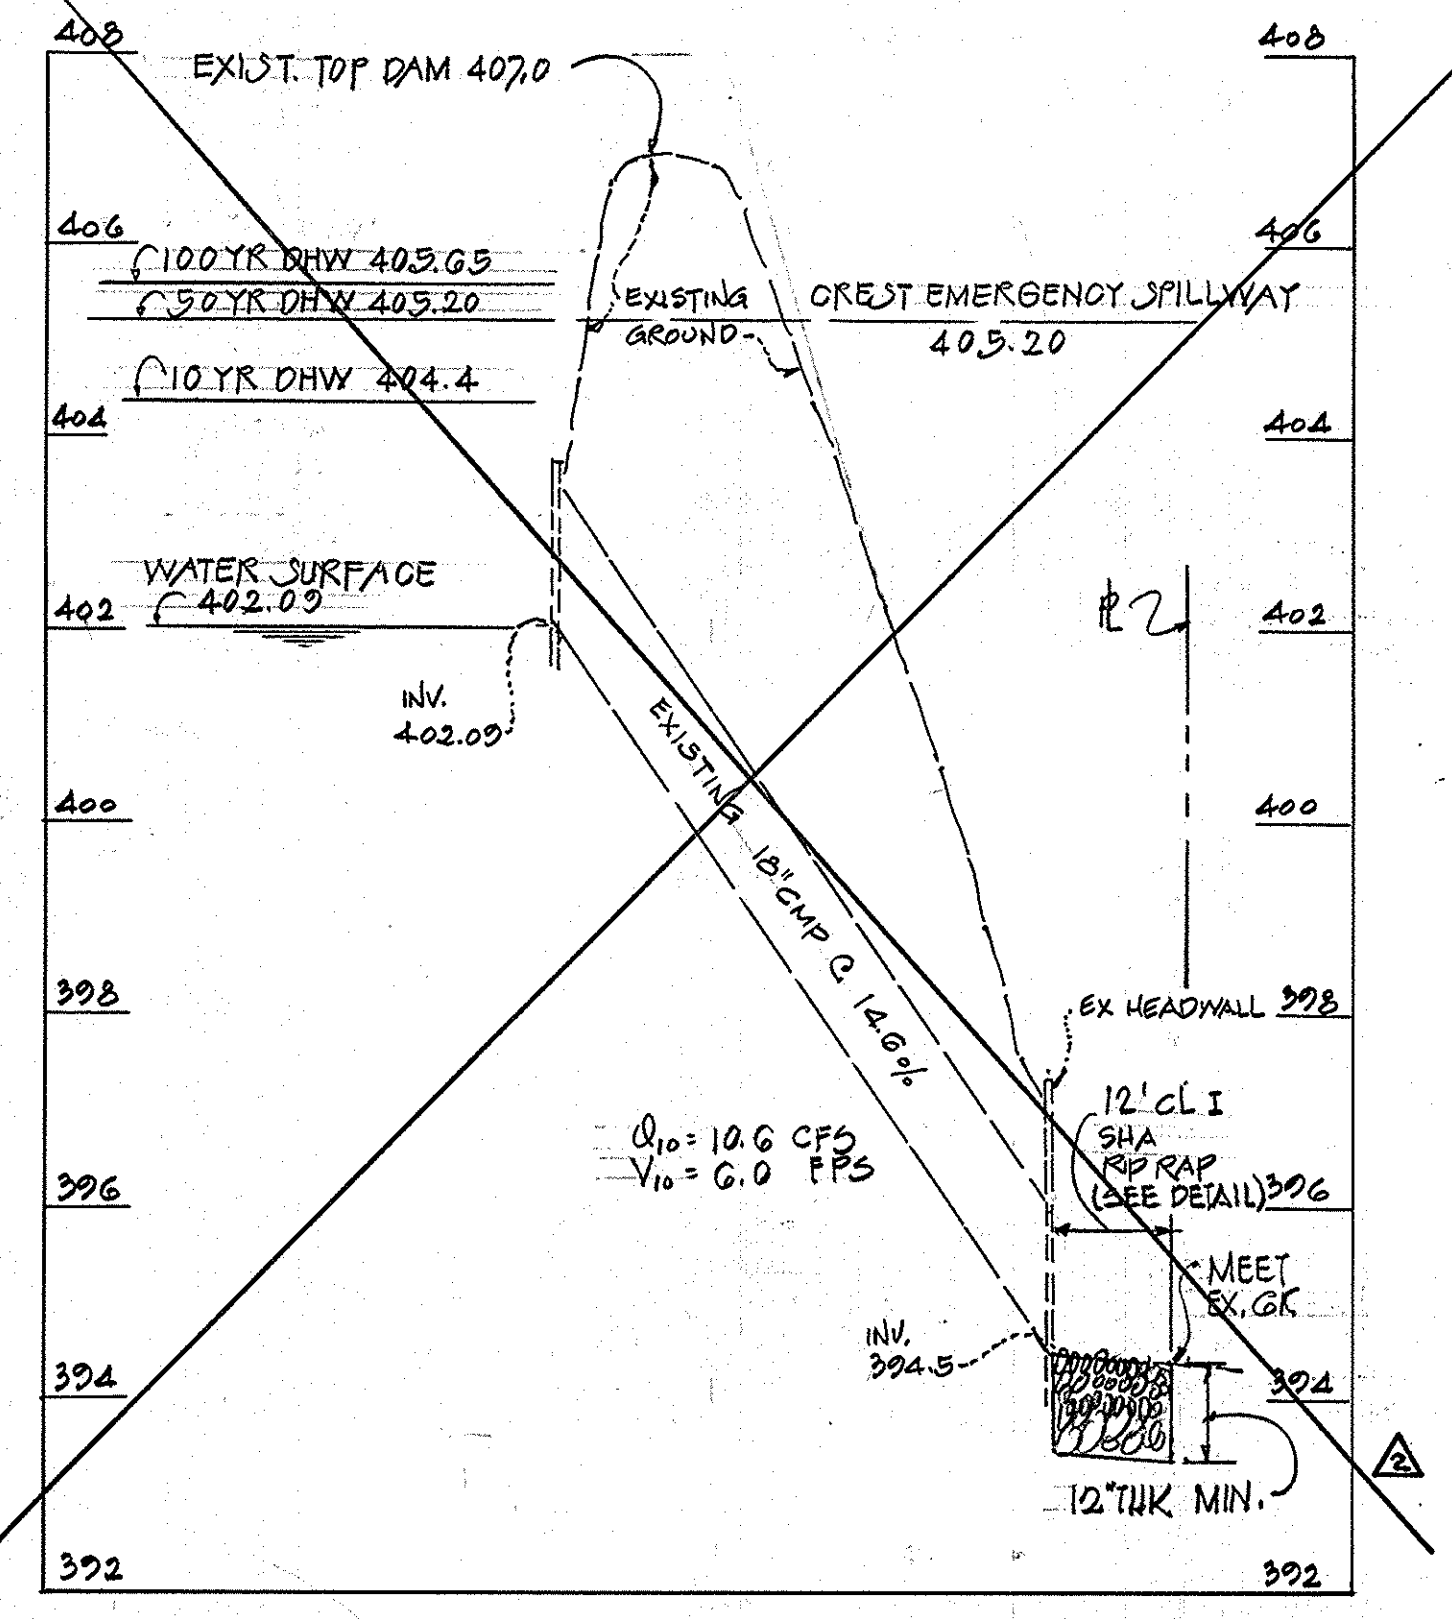 408
408
EXIST. TOP DAM 407.0
406
406
100 YR DHW 405.65
50 YR DHW 405.20
EXISTING
GROUND
CREST EMERGENCY SPILLWAY
405.20
10 YR DHW 404.4
404
404
WATER SURFACE
402.09
402
402
PL
INV.
402.09
EXISTING 18" CMP @ 14.6%
400
400
398
398
EX HEADWALL
12' CL I
SHA
RIP RAP
(SEE DETAIL)
Q10 = 10.6 CFS
V10 = 6.0 FPS
396
396
MEET
EX. GR
INV.
394.5
394
394
2
12" THK MIN.
392
392